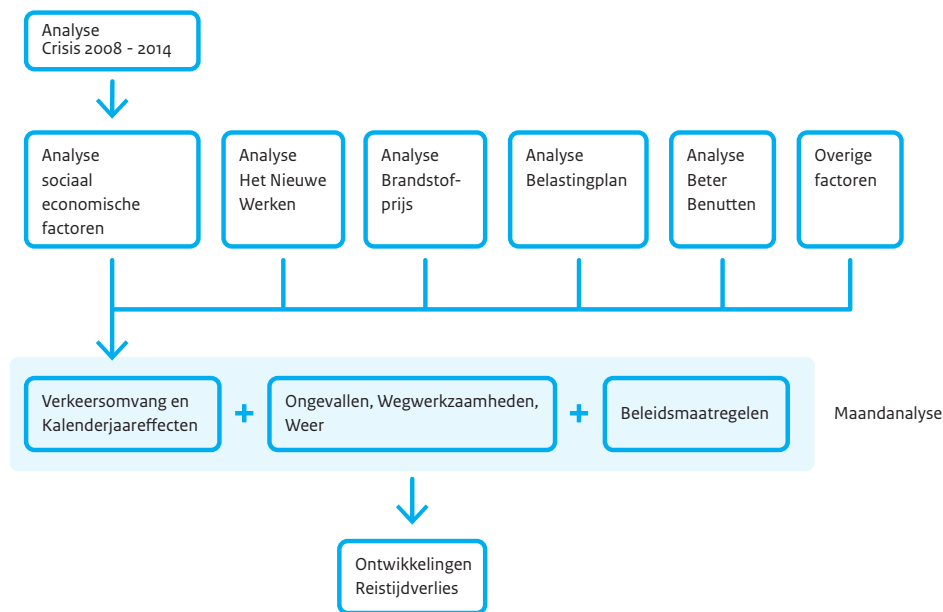 Analyse
Crisis 2008 - 2014
Analyse
sociaal
economische
factoren
Analyse
Het Nieuwe
Werken
Analyse
Brandstof-
prijs
Analyse
Belastingplan
Analyse
Beter
Benutten
Overige
factoren
Verkeersomvang en
Kalenderjaareffecten
+
Ongevallen, Wegwerkzaamheden,
Weer
+
Beleidsmaatregelen
Maandanalyse
Ontwikkelingen
Reistijdverlies